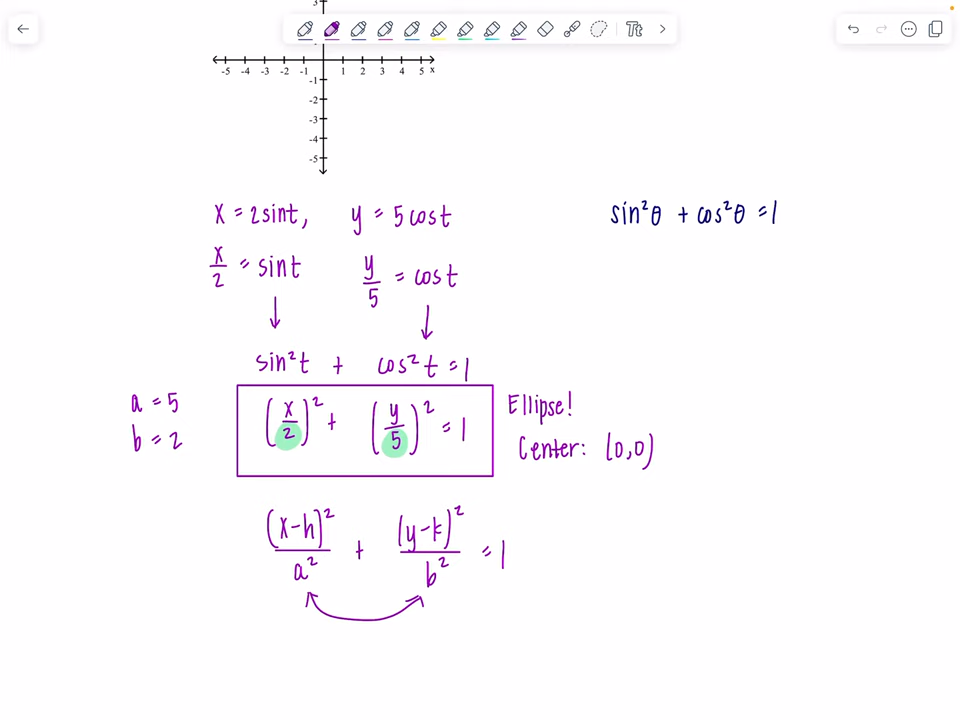 3
Tt
-5 -4 -3 -2 -1 1 2 3 4 5 x
-1
-2
-3
-4
-5
x = 2sint, y = 5cost
sin²θ + cos²θ = 1
x/2 = sint y/5 = cost
sin²t + cos²t = 1
a = 5
b = 2
(x/2)² + (y/5)² = 1
Ellipse!
Center: (0,0)
(x-h)²/a² + (y-k)²/b² = 1